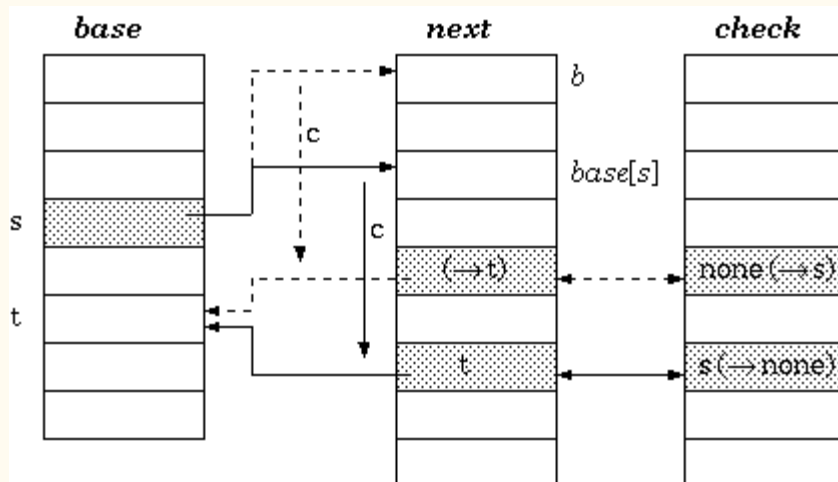 base next check
b
c
base[s]
s
c
(→t) none(→s)
t
t s(→none)